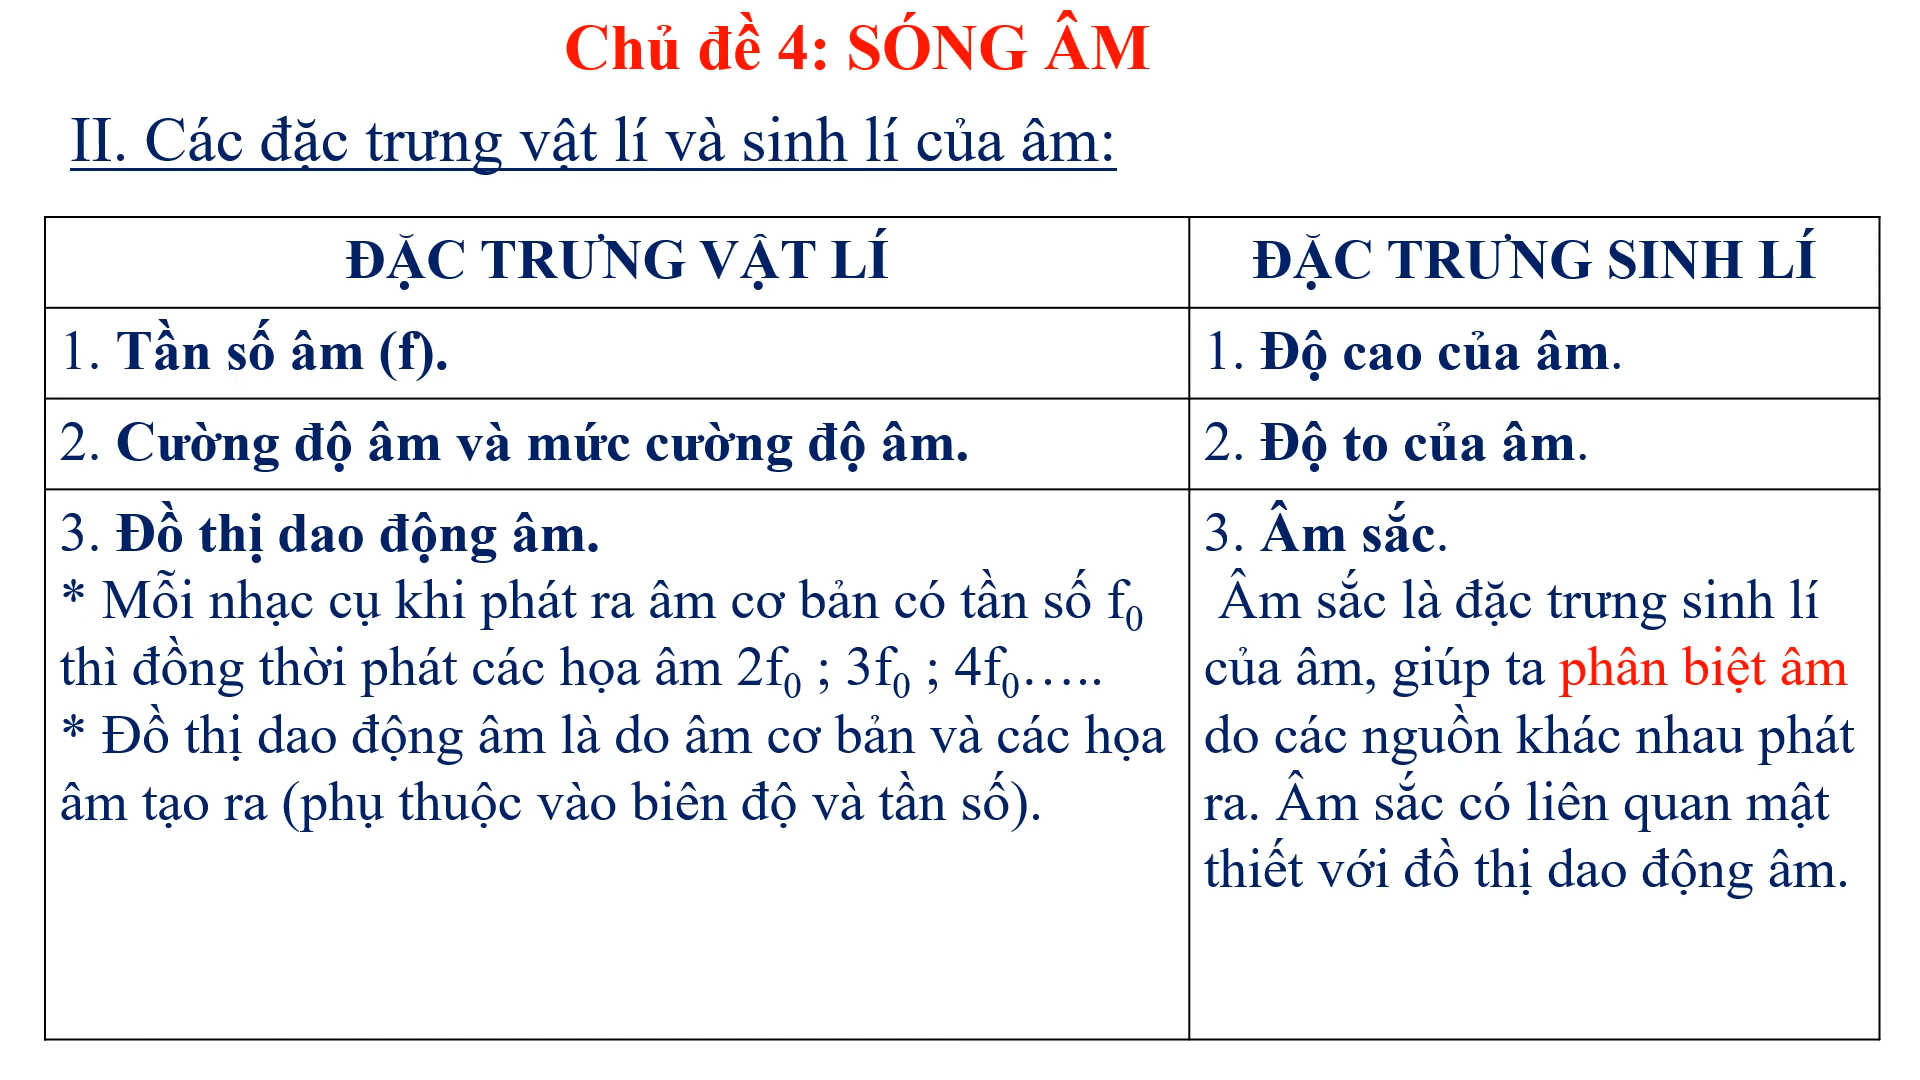 Chủ đề 4: SÓNG ÂM
II. Các đặc trưng vật lí và sinh lí của âm:
ĐẶC TRƯNG VẬT LÍ
ĐẶC TRƯNG SINH LÍ
1. Tần số âm (f).
1. Độ cao của âm.
2. Cường độ âm và mức cường độ âm.
2. Độ to của âm.
3. Đồ thị dao động âm.
* Mỗi nhạc cụ khi phát ra âm cơ bản có tần số f₀
thì đồng thời phát các họa âm 2f₀ ; 3f₀ ; 4f₀…..
* Đồ thị dao động âm là do âm cơ bản và các họa
âm tạo ra (phụ thuộc vào biên độ và tần số).
3. Âm sắc.
Âm sắc là đặc trưng sinh lí
của âm, giúp ta phân biệt âm
do các nguồn khác nhau phát
ra. Âm sắc có liên quan mật
thiết với đồ thị dao động âm.